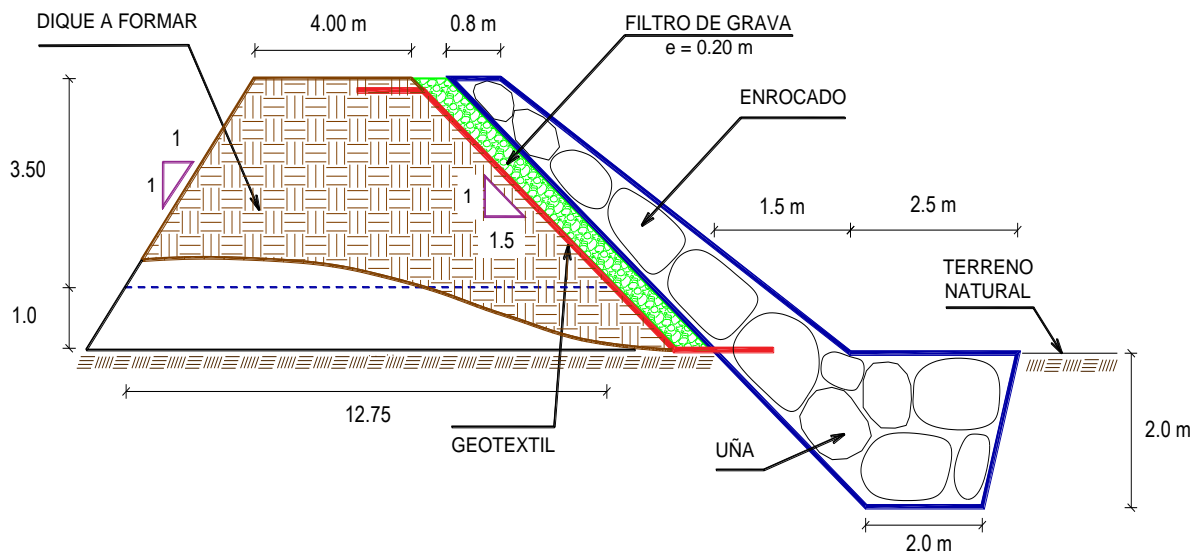 DIQUE A FORMAR
4.00 m
0.8 m
FILTRO DE GRAVA
e = 0.20 m
ENROCADO
3.50
1
1
1
1.5
1.5 m
2.5 m
TERRENO
NATURAL
1.0
12.75
GEOTEXTIL
UÑA
2.0 m
2.0 m